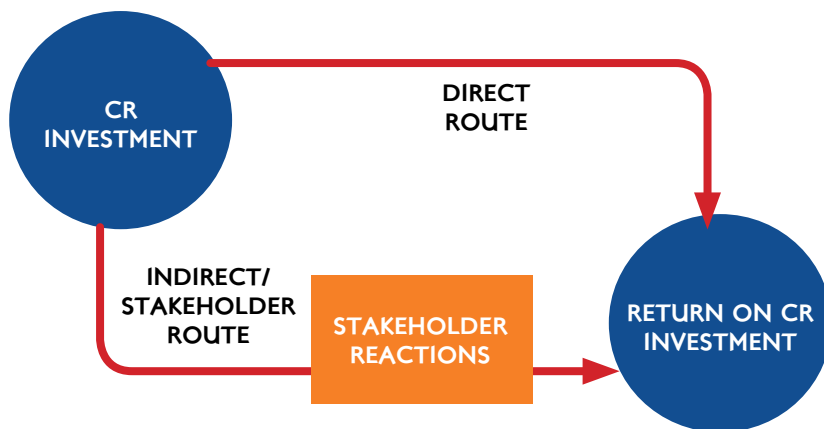 CR
INVESTMENT
DIRECT
ROUTE
INDIRECT/
STAKEHOLDER
ROUTE
STAKEHOLDER
REACTIONS
RETURN ON CR
INVESTMENT